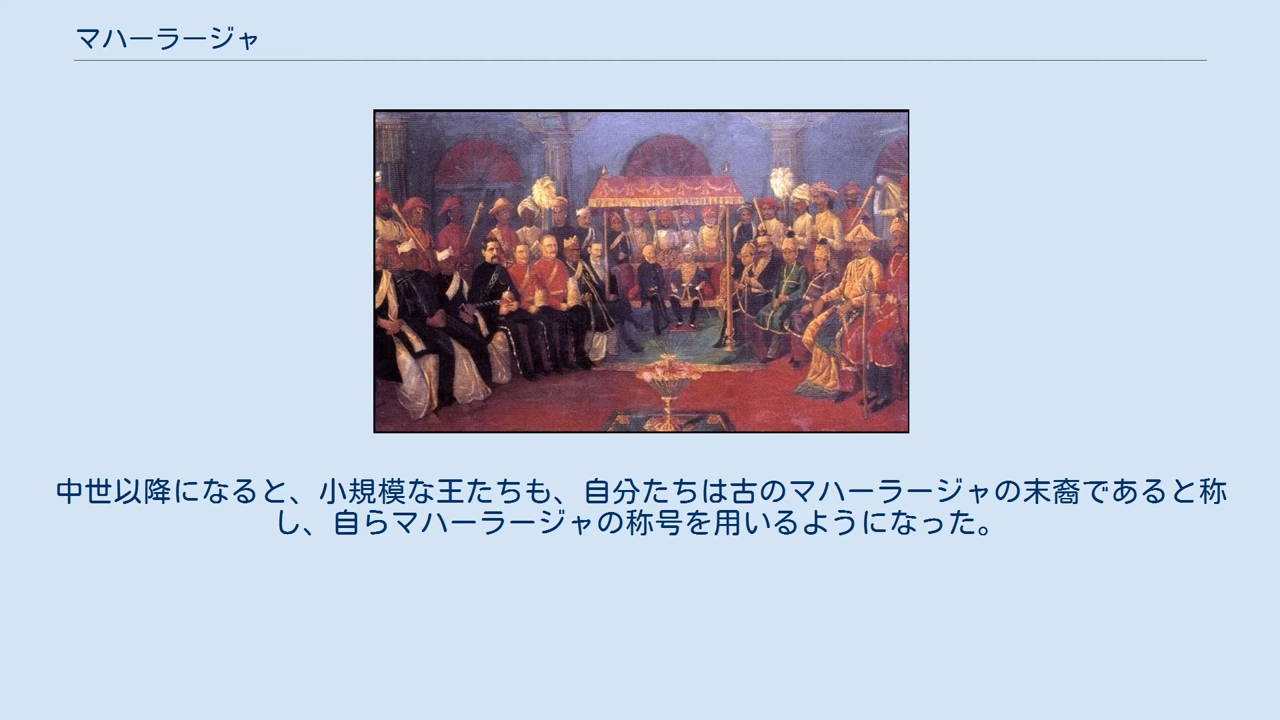 マハーラージャ
中世以降になると、小規模な王たちも、自分たちは古のマハーラージャの末裔であると称
し、自らマハーラージャの称号を用いるようになった。